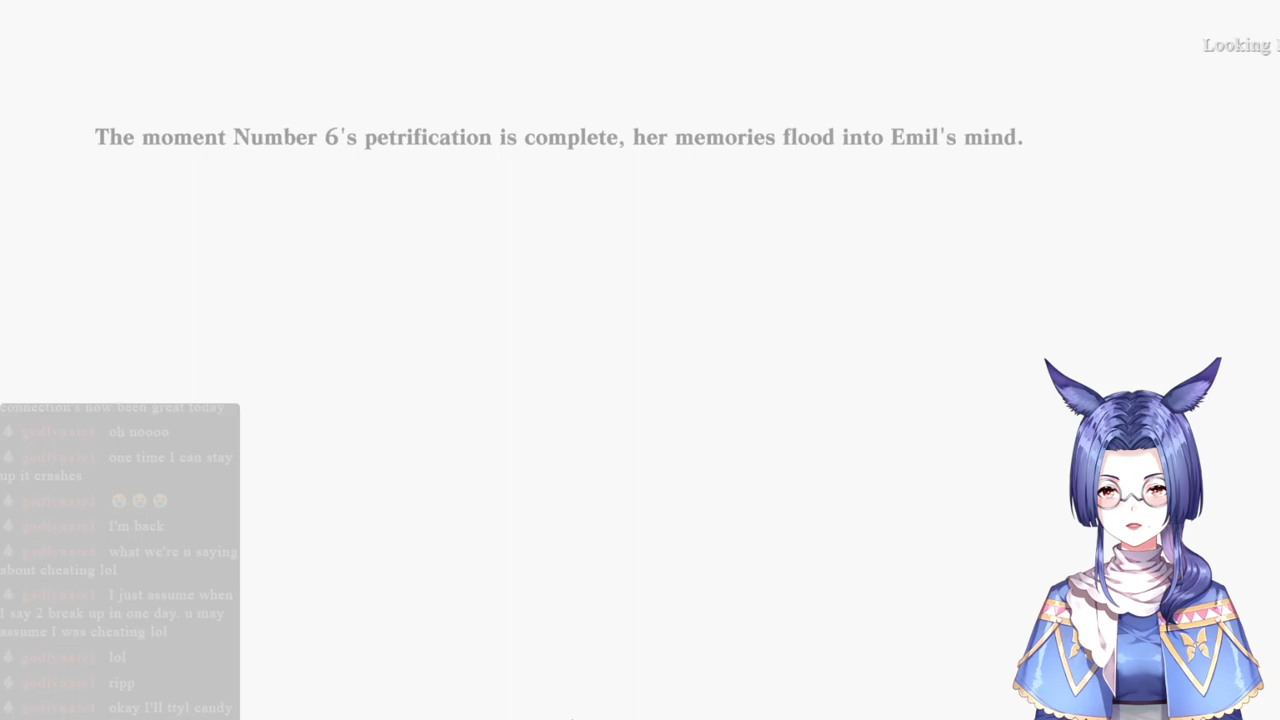 Looking
The moment Number 6's petrification is complete, her memories flood into Emil's mind.
connection's now been great today
oh noooo
one time I can stay
up it crashes
I'm back
what we're u saying
about cheating lol
I just assume when
I say 2 break up in one day. u may
assume I was cheating lol
lol
ripp
okay I'll ttyl candy